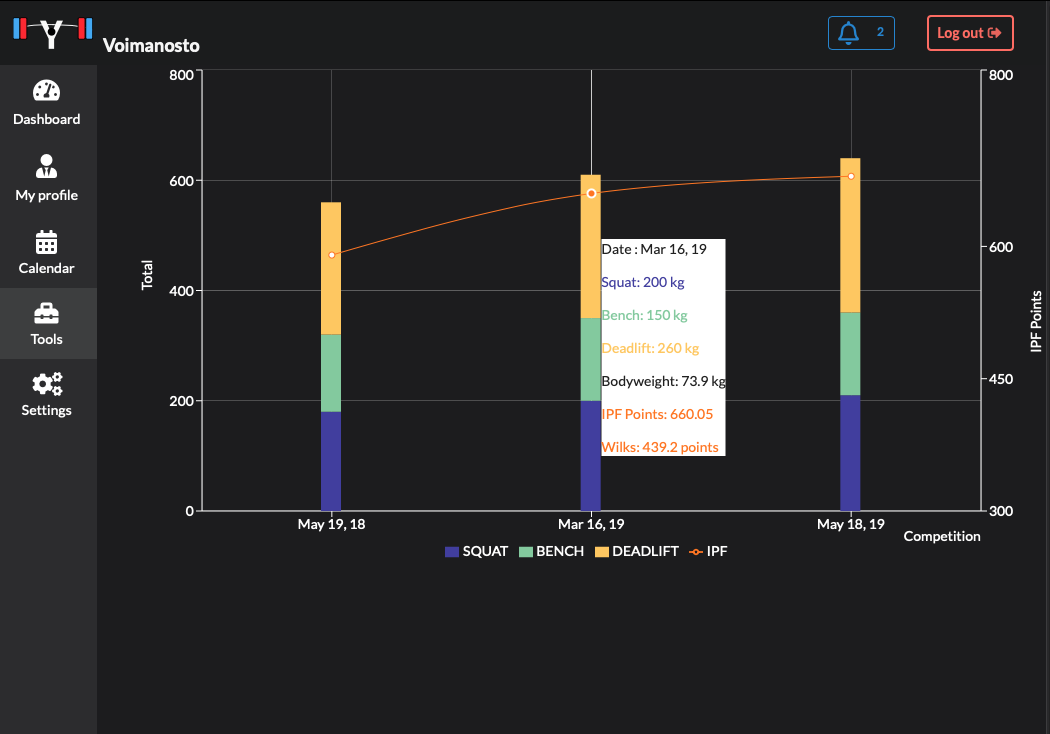 Voimanosto
2
Log out
Dashboard
My profile
Calendar
Tools
Settings
800
600
400
200
0
Total
800
600
450
300
IPF Points
Date : Mar 16, 19
Squat: 200 kg
Bench: 150 kg
Deadlift: 260 kg
Bodyweight: 73.9 kg
IPF Points: 660.05
Wilks: 439.2 points
May 19, 18
Mar 16, 19
May 18, 19
Competition
SQUAT BENCH DEADLIFT IPF